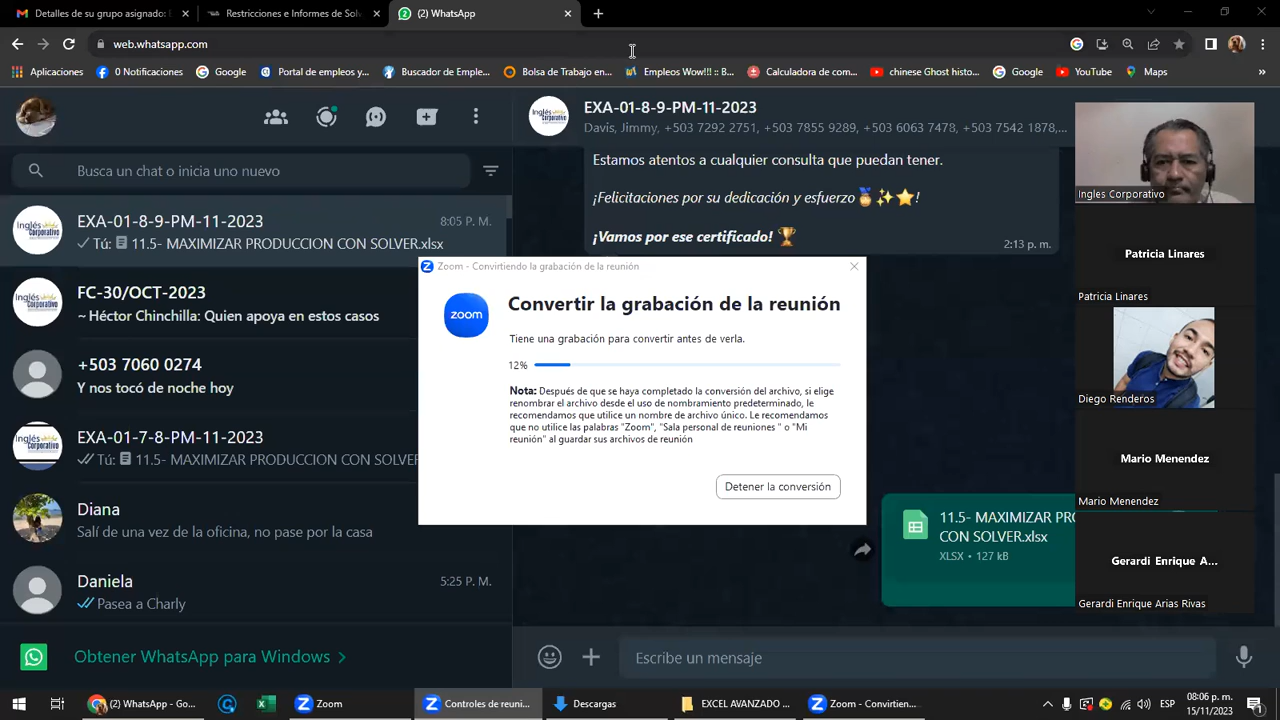 Detalles de su grupo asignado: E
Restricciones e Informes de Solv
(2) WhatsApp
web.whatsapp.com
Aplicaciones
0 Notificaciones
Google
Portal de empleos y...
Buscador de Empleo...
Bolsa de Trabajo en...
Empleos Wow!!! :: B...
Calculadora de com...
chinese Ghost histo...
Google
YouTube
Maps
»
Busca un chat o inicia uno nuevo
EXA-01-8-9-PM-11-2023
8:05 P. M.
Tú: 11.5- MAXIMIZAR PRODUCCION CON SOLVER.xlsx
FC-30/OCT-2023
~ Héctor Chinchilla: Quien apoya en estos casos
+503 7060 0274
Y nos tocó de noche hoy
EXA-01-7-8-PM-11-2023
Tú: 11.5- MAXIMIZAR PRODUCCION CON SOLVER
Diana
Salí de una vez de la oficina, no pase por la casa
Daniela
5:25 P. M.
Pasea a Charly
Obtener WhatsApp para Windows
EXA-01-8-9-PM-11-2023
Davis, Jimmy, +503 7292 2751, +503 7855 9289, +503 6063 7478, +503 7542 1878,...
Estamos atentos a cualquier consulta que puedan tener.
¡Felicitaciones por su dedicación y esfuerzo🏅✨⭐!
¡Vamos por ese certificado! 🏆
2:13 p. m.
Zoom - Convirtiendo la grabación de la reunión
zoom
Convertir la grabación de la reunión
Tiene una grabación para convertir antes de verla.
12%
Nota: Después de que se haya completado la conversión del archivo, si elige
renombrar el archivo desde el uso de nombramiento predeterminado, le
recomendamos que utilice un nombre de archivo único. Le recomendamos
que no utilice las palabras "Zoom", "Sala personal de reuniones " o "Mi
reunión" al guardar sus archivos de reunión
Detener la conversión
11.5- MAXIMIZAR PRO
CON SOLVER.xlsx
XLSX • 127 kB
Escribe un mensaje
Ingles Corporativo
Patricia Linares
Patricia Linares
Diego Renderos
Mario Menendez
Mario Menendez
Gerardi Enrique A...
Gerardi Enrique Arias Rivas
(2) WhatsApp - Go...
Zoom
Controles de reuni...
Descargas
EXCEL AVANZADO ...
Zoom - Convirtien...
ESP
08:06 p. m.
15/11/2023